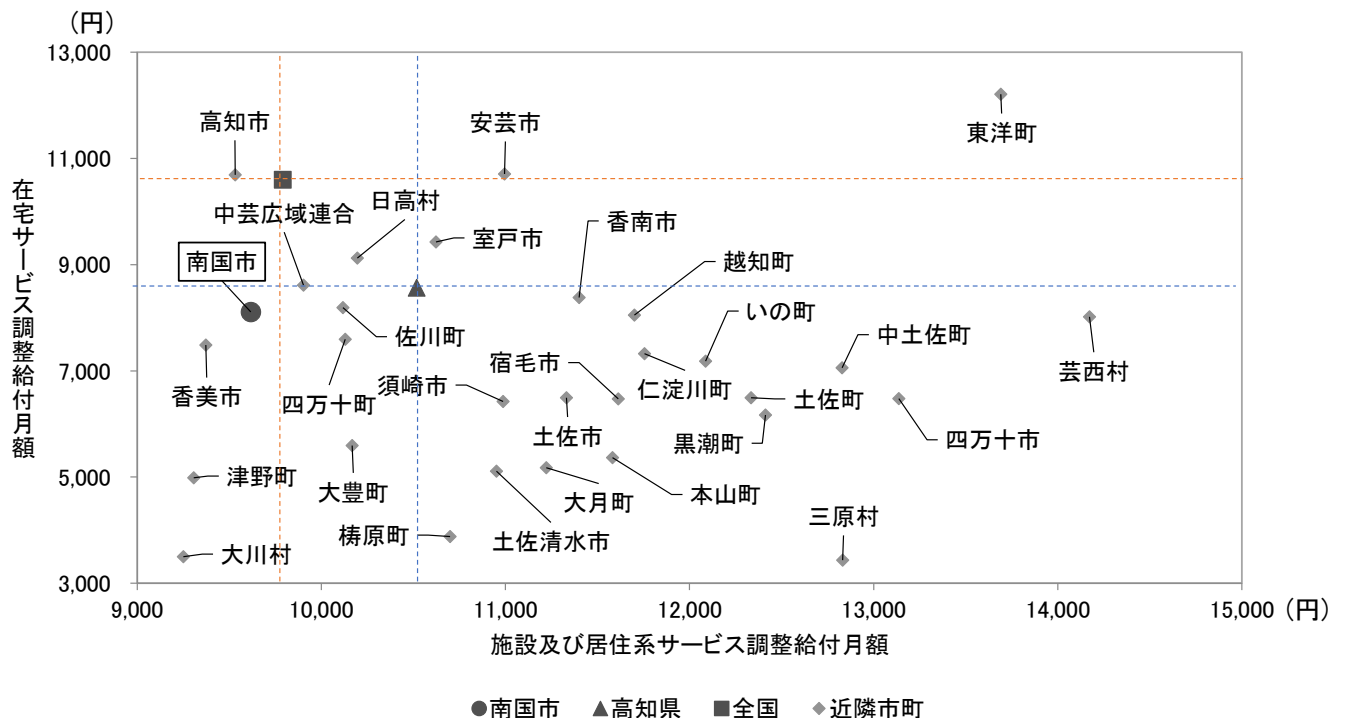 （円）
13,000
11,000
9,000
7,000
5,000
3,000
在宅サービス調整給付月額
高知市
安芸市
東洋町
中芸広域連合
日高村
室戸市
香南市
南国市
越知町
いの町
佐川町
中土佐町
芸西村
香美市
四万十町
須崎市
宿毛市
仁淀川町
土佐町
土佐市
黒潮町
四万十市
津野町
大豊町
大月町
本山町
梼原町
土佐清水市
三原村
大川村
9,000
10,000
11,000
12,000
13,000
14,000
15,000（円）
施設及び居住系サービス調整給付月額
南国市 高知県 全国 近隣市町